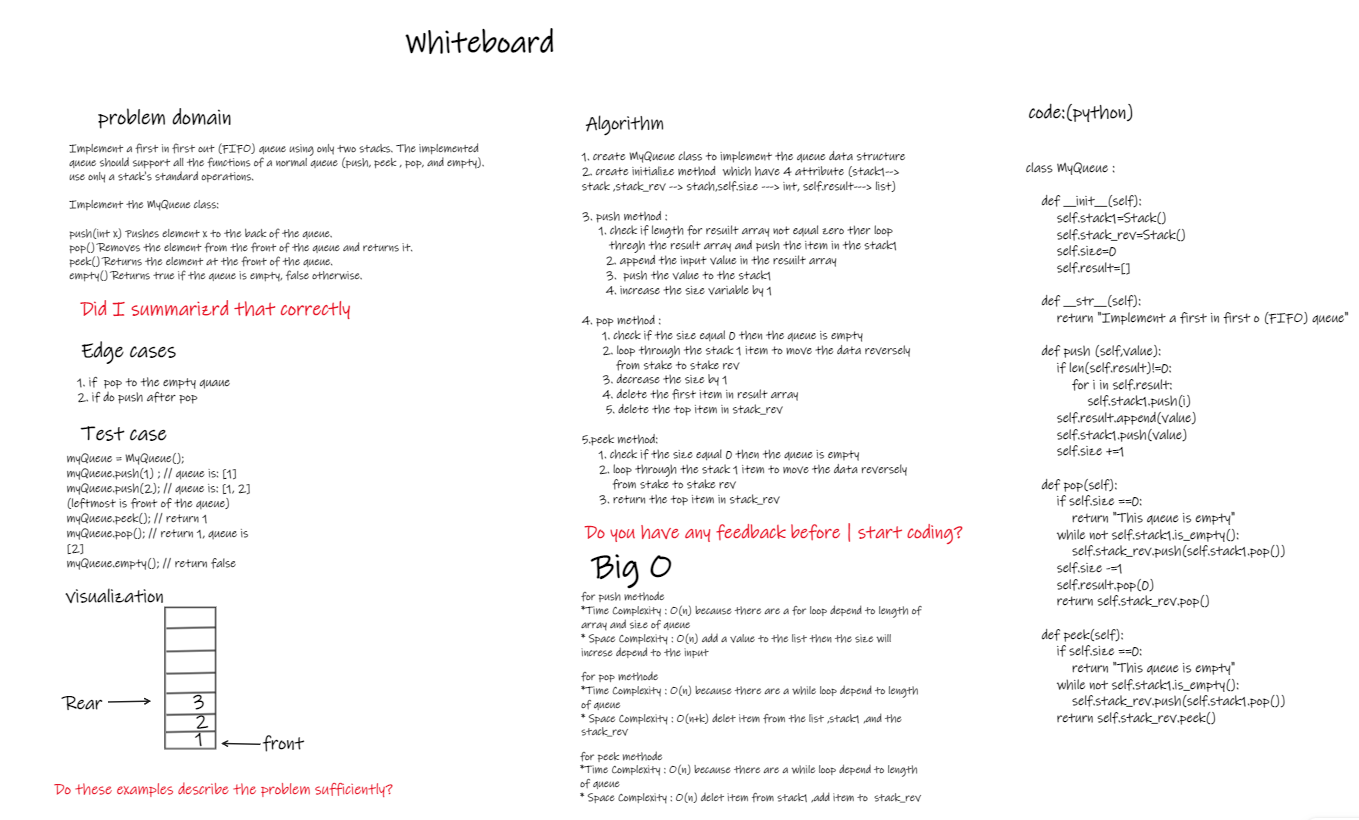 Whiteboard
problem domain
Implement a first in first out (FIFO) queue using only two stacks. The implemented
queue should support all the functions of a normal queue (push, peek , pop, and empty).
use only a stack's standard operations.
Implement the MyQueue class:
push(int x) Pushes element x to the back of the queue.
pop() Removes the element from the front of the queue and returns it.
peek() Returns the element at the front of the queue.
empty() Returns true if the queue is empty, false otherwise.
Did I summarizrd that correctly
Edge cases
1. if pop to the empty quaue
2. if do push after pop
Test case
myQueue = MyQueue();
myQueue.push(1) ; // queue is: [1]
myQueue.push(2); // queue is: [1, 2]
(leftmost is front of the queue)
myQueue.peek(); // return 1
myQueue.pop(); // return 1, queue is
[2]
myQueue.empty(); // return false
visualization
Rear
3
2
1
front
Do these examples describe the problem sufficiently?
Algorithm
1. create MyQueue class to implement the queue data structure
2. create initialize method which have 4 attribute (stack1-->
stack ,stack_rev --> stach,self.size ---> int, self.result---> list)
3. push method :
1. check if length for resuilt array not equal zero ther loop
thregh the result array and push the item in the stack1
2. append the input value in the resuilt array
3. push the value to the stack1
4. increase the size variable by 1
4. pop method :
1. check if the size equal 0 then the queue is empty
2. loop through the stack 1 item to move the data reversely
from stake to stake rev
3. decrease the size by 1
4. delete the first item in result array
5. delete the top item in stack_rev
5.peek method:
1. check if the size equal 0 then the queue is empty
2. loop through the stack 1 item to move the data reversely
from stake to stake rev
3. return the top item in stack_rev
Do you have any feedback before | start coding?
Big O
for push methode
*Time Complexity : O(n) because there are a for loop depend to length of
array and size of queue
* Space Complexity : O(n) add a value to the list then the size will
increse depend to the input
for pop methode
*Time Complexity : O(n) because there are a while loop depend to length
of queue
* Space Complexity : O(n+k) delet item from the list ,stack1 ,and the
stack_rev
for peek methode
*Time Complexity : O(n) because there are a while loop depend to length
of queue
* Space Complexity : O(n) delet item from stack1 ,add item to stack_rev
code:(python)
class MyQueue :
def __init__(self):
self.stack1=Stack()
self.stack_rev=Stack()
self.size=0
self.result=[]
def __str__(self):
return "Implement a first in first o (FIFO) queue"
def push (self,value):
if len(self.result)!=0:
for i in self.result:
self.stack1.push(i)
self.result.append(value)
self.stack1.push(value)
self.size +=1
def pop(self):
if self.size ==0:
return "This queue is empty"
while not self.stack1.is_empty():
self.stack_rev.push(self.stack1.pop())
self.size -=1
self.result.pop(0)
return self.stack_rev.pop()
def peek(self):
if self.size ==0:
return "This queue is empty"
while not self.stack1.is_empty():
self.stack_rev.push(self.stack1.pop())
return self.stack_rev.peek()